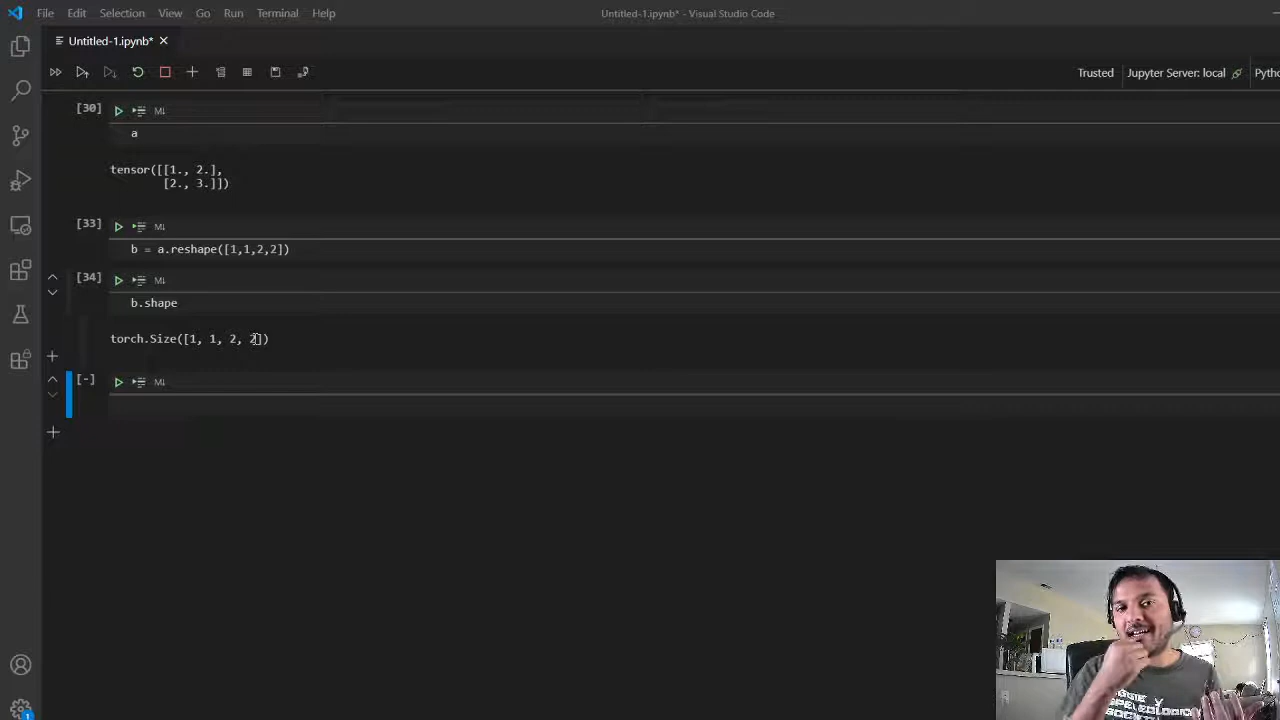 File Edit Selection View Go Run Terminal Help
Untitled-1.ipynb* - Visual Studio Code
Untitled-1.ipynb*
Trusted
Jupyter Server: local
[30]
M↓
a
tensor([[1., 2.],
[2., 3.]])
[33]
M↓
b = a.reshape([1,1,2,2])
[34]
M↓
b.shape
torch.Size([1, 1, 2, 2])
[-]
M↓
1